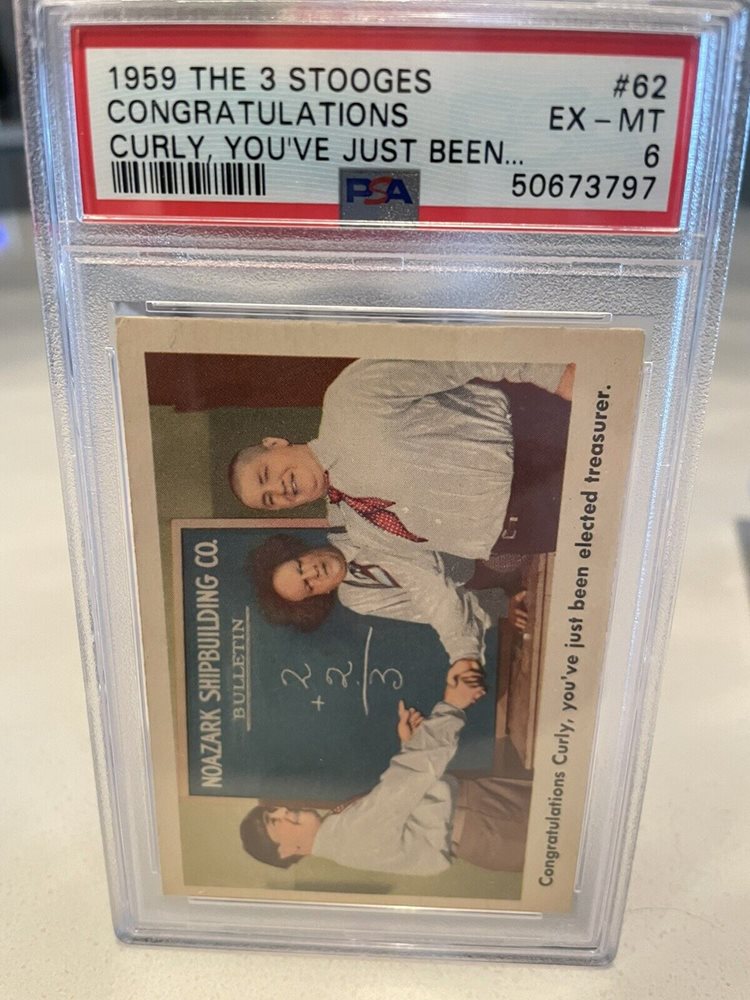 1959 THE 3 STOOGES #62
CONGRATULATIONS EX - MT
CURLY, YOU'VE JUST BEEN... 6
PSA 50673797
NOAZARK SHIPBUILDING CO.
BULLETIN
2
+ 2
3
Congratulations Curly, you've just been elected treasurer.